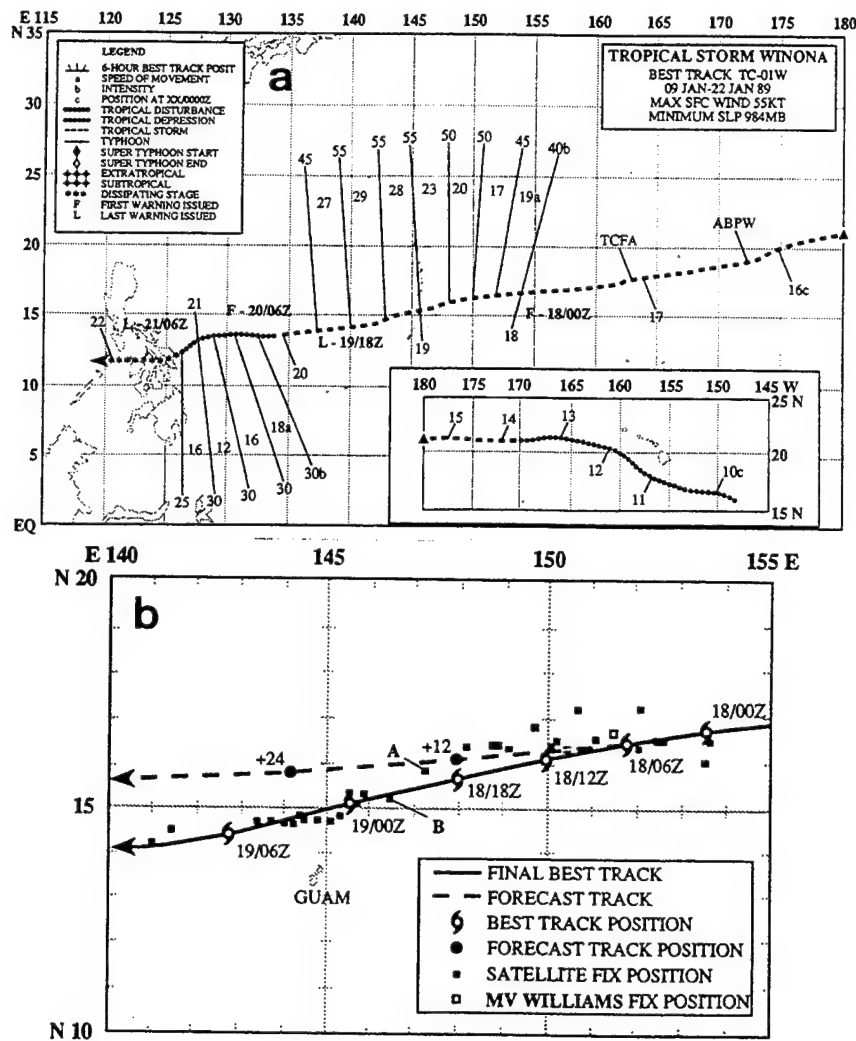 E 115 120 125 130 135 140 145 150 155 160 165 170 175 180
N 35
30
25
20
15
10
5
EQ
LEGEND
6-HOUR BEST TRACK POSIT
a SPEED OF MOVEMENT
b INTENSITY
c POSITION AT XX/0000Z
TROPICAL DISTURBANCE
TROPICAL DEPRESSION
TROPICAL STORM
TYPHOON
SUPER TYPHOON START
SUPER TYPHOON END
EXTRATROPICAL
SUBTROPICAL
DISSIPATING STAGE
F FIRST WARNING ISSUED
L LAST WARNING ISSUED
a
TROPICAL STORM WINONA
BEST TRACK TC-01W
09 JAN-22 JAN 89
MAX SFC WIND 55KT
MINIMUM SLP 984MB
45 55 55 55 50 50 45 40b
27 29 28 23 20 17 19a
TCFA ABPW
16c
17
18
19
20
21
22
L - 21/06Z
F - 20/06Z
L - 19/18Z
F - 18/00Z
16 12 16 18a
25 30 30 30 30b
180 175 170 165 160 155 150 145 W
25 N
20
15 N
15 14 13 12 11 10c
E 140 145 150 155 E
N 20
15
N 10
b
18/00Z
18/06Z
18/12Z
18/18Z
19/00Z
19/06Z
+24
+12
A
B
GUAM
FINAL BEST TRACK
FORECAST TRACK
BEST TRACK POSITION
FORECAST TRACK POSITION
SATELLITE FIX POSITION
MV WILLIAMS FIX POSITION